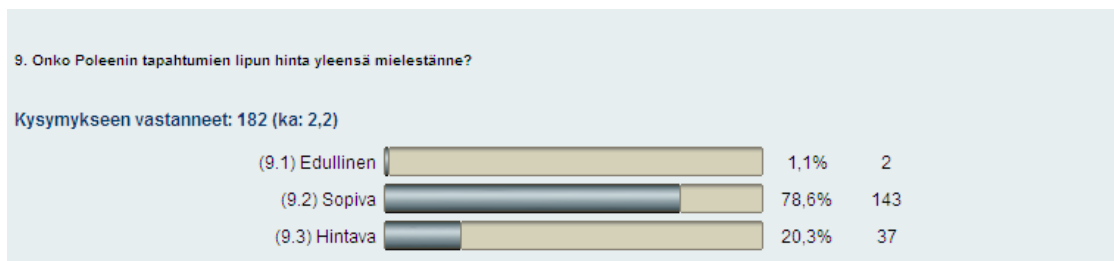 9. Onko Poleenin tapahtumien lipun hinta yleensä mielestänne?
Kysymykseen vastanneet: 182 (ka: 2,2)
(9.1) Edullinen 1,1% 2
(9.2) Sopiva 78,6% 143
(9.3) Hintava 20,3% 37